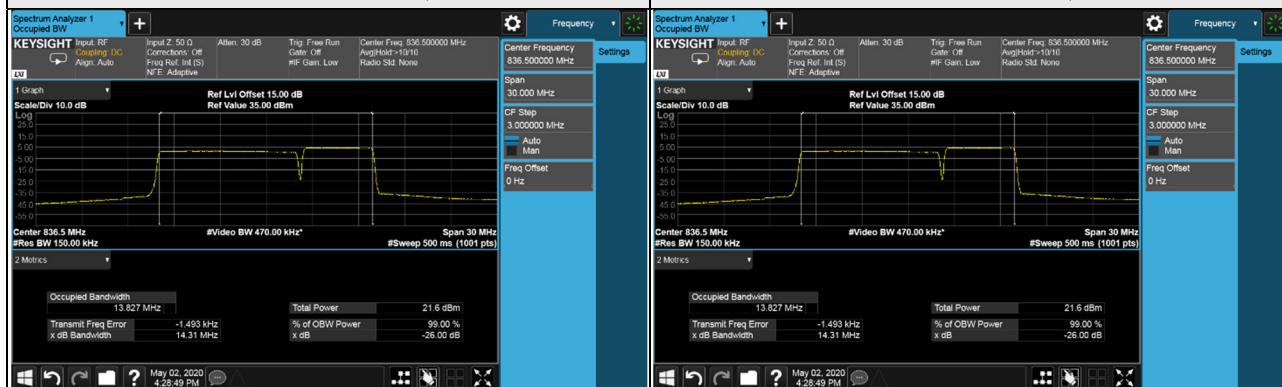 Spectrum Analyzer 1
Occupied BW
Frequency
KEYSIGHT
Input: RF
Coupling: DC
Align: Auto
Input Z: 50 Ω
Corrections: Off
Freq Ref: Int (S)
NFE: Adaptive
Atten: 30 dB
Trig: Free Run
Gate: Off
#IF Gain: Low
Center Freq: 836.500000 MHz
Avg|Hold:>10/10
Radio Std: None
LXI
Center Frequency
836.500000 MHz
Settings
Span
30.000 MHz
CF Step
3.000000 MHz
Auto
Man
Freq Offset
0 Hz
1 Graph
Scale/Div 10.0 dB
Ref Lvl Offset 15.00 dB
Ref Value 35.00 dBm
Log
25.0
15.0
5.00
-5.00
-15.0
-25.0
-35.0
-45.0
-55.0
Center 836.5 MHz
#Video BW 470.00 kHz*
Span 30 MHz
#Res BW 150.00 kHz
#Sweep 500 ms (1001 pts)
2 Metrics
Occupied Bandwidth
13.827 MHz
Total Power 21.6 dBm
Transmit Freq Error -1.493 kHz
% of OBW Power 99.00 %
x dB Bandwidth 14.31 MHz
x dB -26.00 dB
?
May 02, 2020
4:28:49 PM
Spectrum Analyzer 1
Occupied BW
Frequency
KEYSIGHT
Input: RF
Coupling: DC
Align: Auto
Input Z: 50 Ω
Corrections: Off
Freq Ref: Int (S)
NFE: Adaptive
Atten: 30 dB
Trig: Free Run
Gate: Off
#IF Gain: Low
Center Freq: 836.500000 MHz
Avg|Hold:>10/10
Radio Std: None
LXI
Center Frequency
836.500000 MHz
Settings
Span
30.000 MHz
CF Step
3.000000 MHz
Auto
Man
Freq Offset
0 Hz
1 Graph
Scale/Div 10.0 dB
Ref Lvl Offset 15.00 dB
Ref Value 35.00 dBm
Log
25.0
15.0
5.00
-5.00
-15.0
-25.0
-35.0
-45.0
-55.0
Center 836.5 MHz
#Video BW 470.00 kHz*
Span 30 MHz
#Res BW 150.00 kHz
#Sweep 500 ms (1001 pts)
2 Metrics
Occupied Bandwidth
13.827 MHz
Total Power 21.6 dBm
Transmit Freq Error -1.493 kHz
% of OBW Power 99.00 %
x dB Bandwidth 14.31 MHz
x dB -26.00 dB
?
May 02, 2020
4:28:49 PM